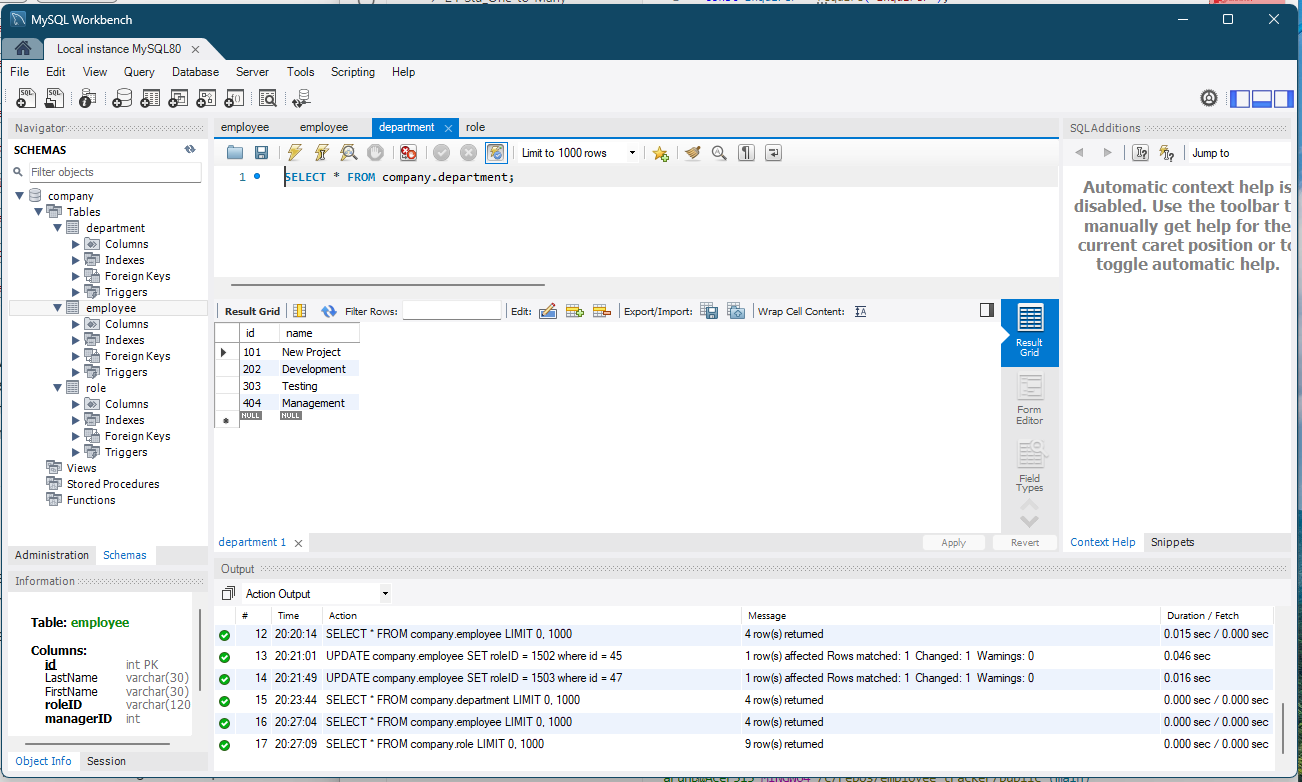 MySQL Workbench
Local instance MySQL80
File Edit View Query Database Server Tools Scripting Help
Navigator
SCHEMAS
Filter objects
company
Tables
department
Columns
Indexes
Foreign Keys
Triggers
employee
Columns
Indexes
Foreign Keys
Triggers
role
Columns
Indexes
Foreign Keys
Triggers
Views
Stored Procedures
Functions
Administration Schemas
Information
Table: employee
Columns:
id int PK
LastName varchar(30)
FirstName varchar(30)
roleID varchar(120
managerID int
Object Info Session
employee employee department role
Limit to 1000 rows
1 SELECT * FROM company.department;
Result Grid Filter Rows: Edit: Export/Import: Wrap Cell Content:
id name
101 New Project
202 Development
303 Testing
404 Management
NULL NULL
Result
Grid
Form
Editor
Field
Types
department 1 Apply Revert
SQLAdditions
Jump to
Automatic context help is
disabled. Use the toolbar t
manually get help for the
current caret position or to
toggle automatic help.
Context Help Snippets
Output
Action Output
# Time Action Message Duration / Fetch
12 20:20:14 SELECT * FROM company.employee LIMIT 0, 1000 4 row(s) returned 0.015 sec / 0.000 sec
13 20:21:01 UPDATE company.employee SET roleID = 1502 where id = 45 1 row(s) affected Rows matched: 1 Changed: 1 Warnings: 0 0.046 sec
14 20:21:49 UPDATE company.employee SET roleID = 1503 where id = 47 1 row(s) affected Rows matched: 1 Changed: 1 Warnings: 0 0.016 sec
15 20:23:44 SELECT * FROM company.department LIMIT 0, 1000 4 row(s) returned 0.000 sec / 0.000 sec
16 20:27:04 SELECT * FROM company.employee LIMIT 0, 1000 4 row(s) returned 0.000 sec / 0.000 sec
17 20:27:09 SELECT * FROM company.role LIMIT 0, 1000 9 row(s) returned 0.000 sec / 0.000 sec